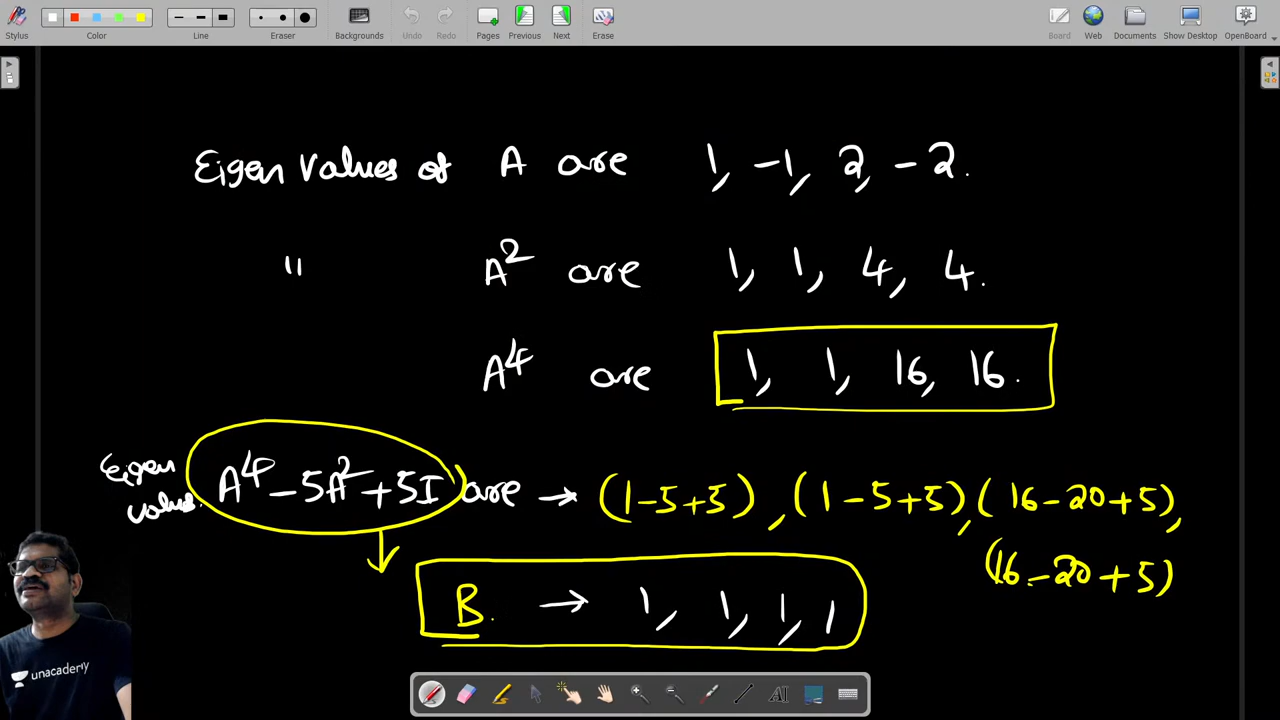 Stylus Color Line Eraser Backgrounds Undo Redo Pages Previous Next Erase Board Web Documents Show Desktop OpenBoard
Eigen Values of A are 1, -1, 2, -2.
" A² are 1, 1, 4, 4.
A⁴ are 1, 1, 16, 16.
Eigen values. A⁴ - 5A² + 5I are → (1-5+5), (1-5+5), (16-20+5),
(16-20+5)
B. → 1, 1, 1, 1
unacademy
AI